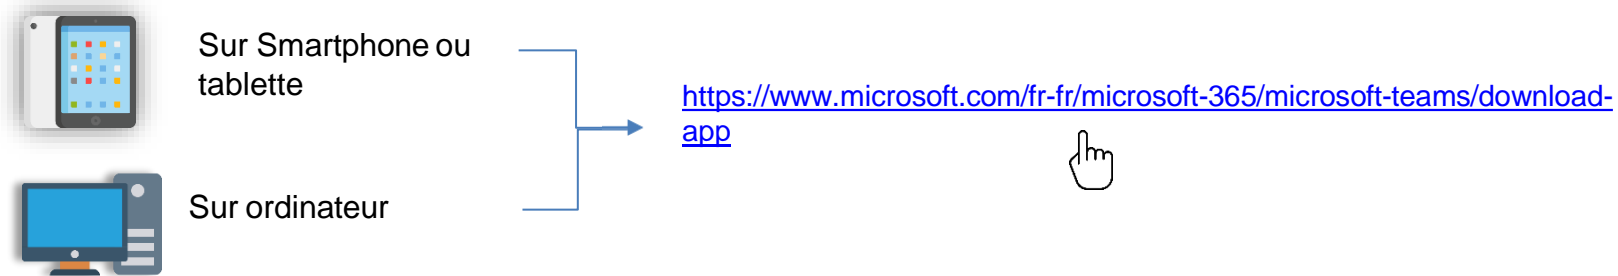 Sur Smartphone ou
tablette
https://www.microsoft.com/fr-fr/microsoft-365/microsoft-teams/download-
app
Sur ordinateur